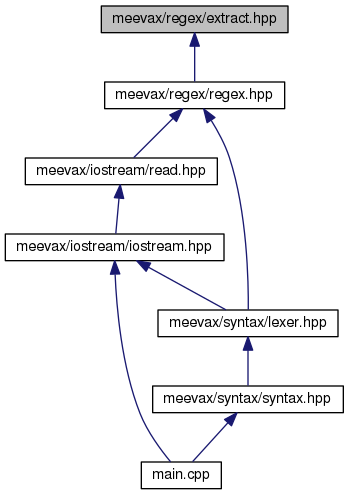 meevax/regex/extract.hpp
meevax/regex/regex.hpp
meevax/iostream/read.hpp
meevax/iostream/iostream.hpp
meevax/syntax/lexer.hpp
meevax/syntax/syntax.hpp
main.cpp